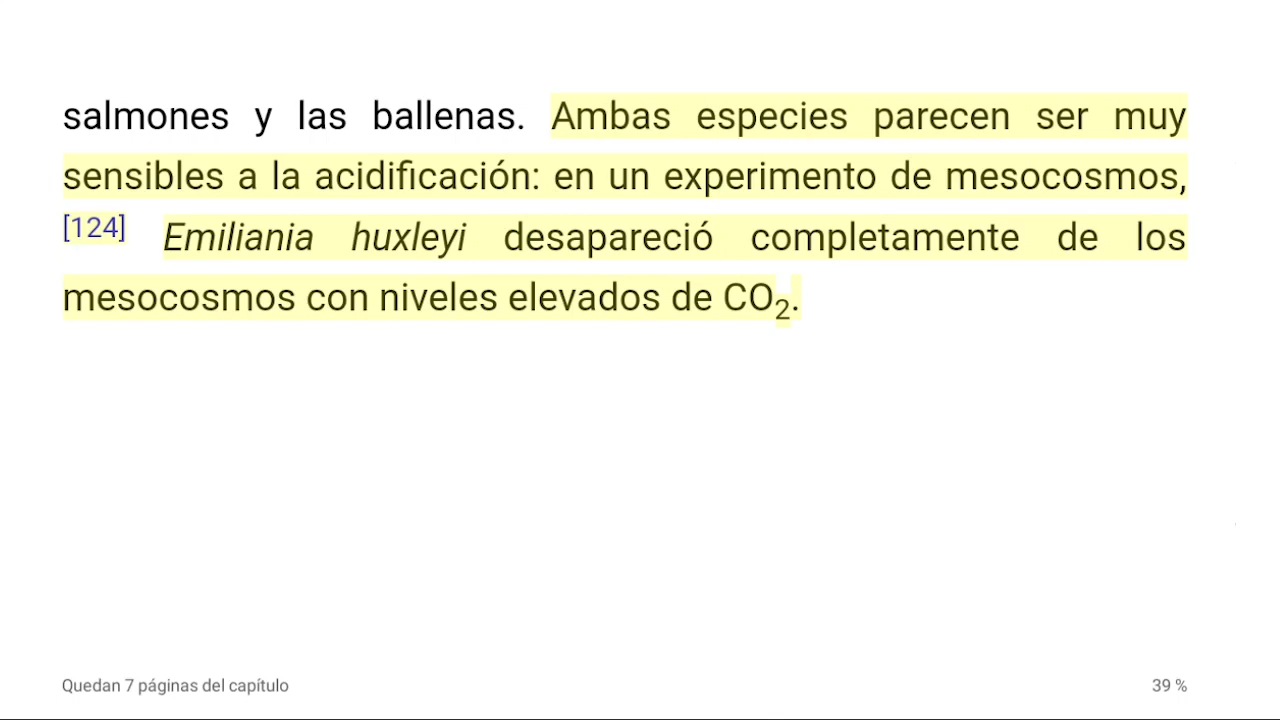 salmones y las ballenas. Ambas especies parecen ser muy
sensibles a la acidificación: en un experimento de mesocosmos,
[124] Emiliania huxleyi desapareció completamente de los
mesocosmos con niveles elevados de CO₂.
Quedan 7 páginas del capítulo
39 %